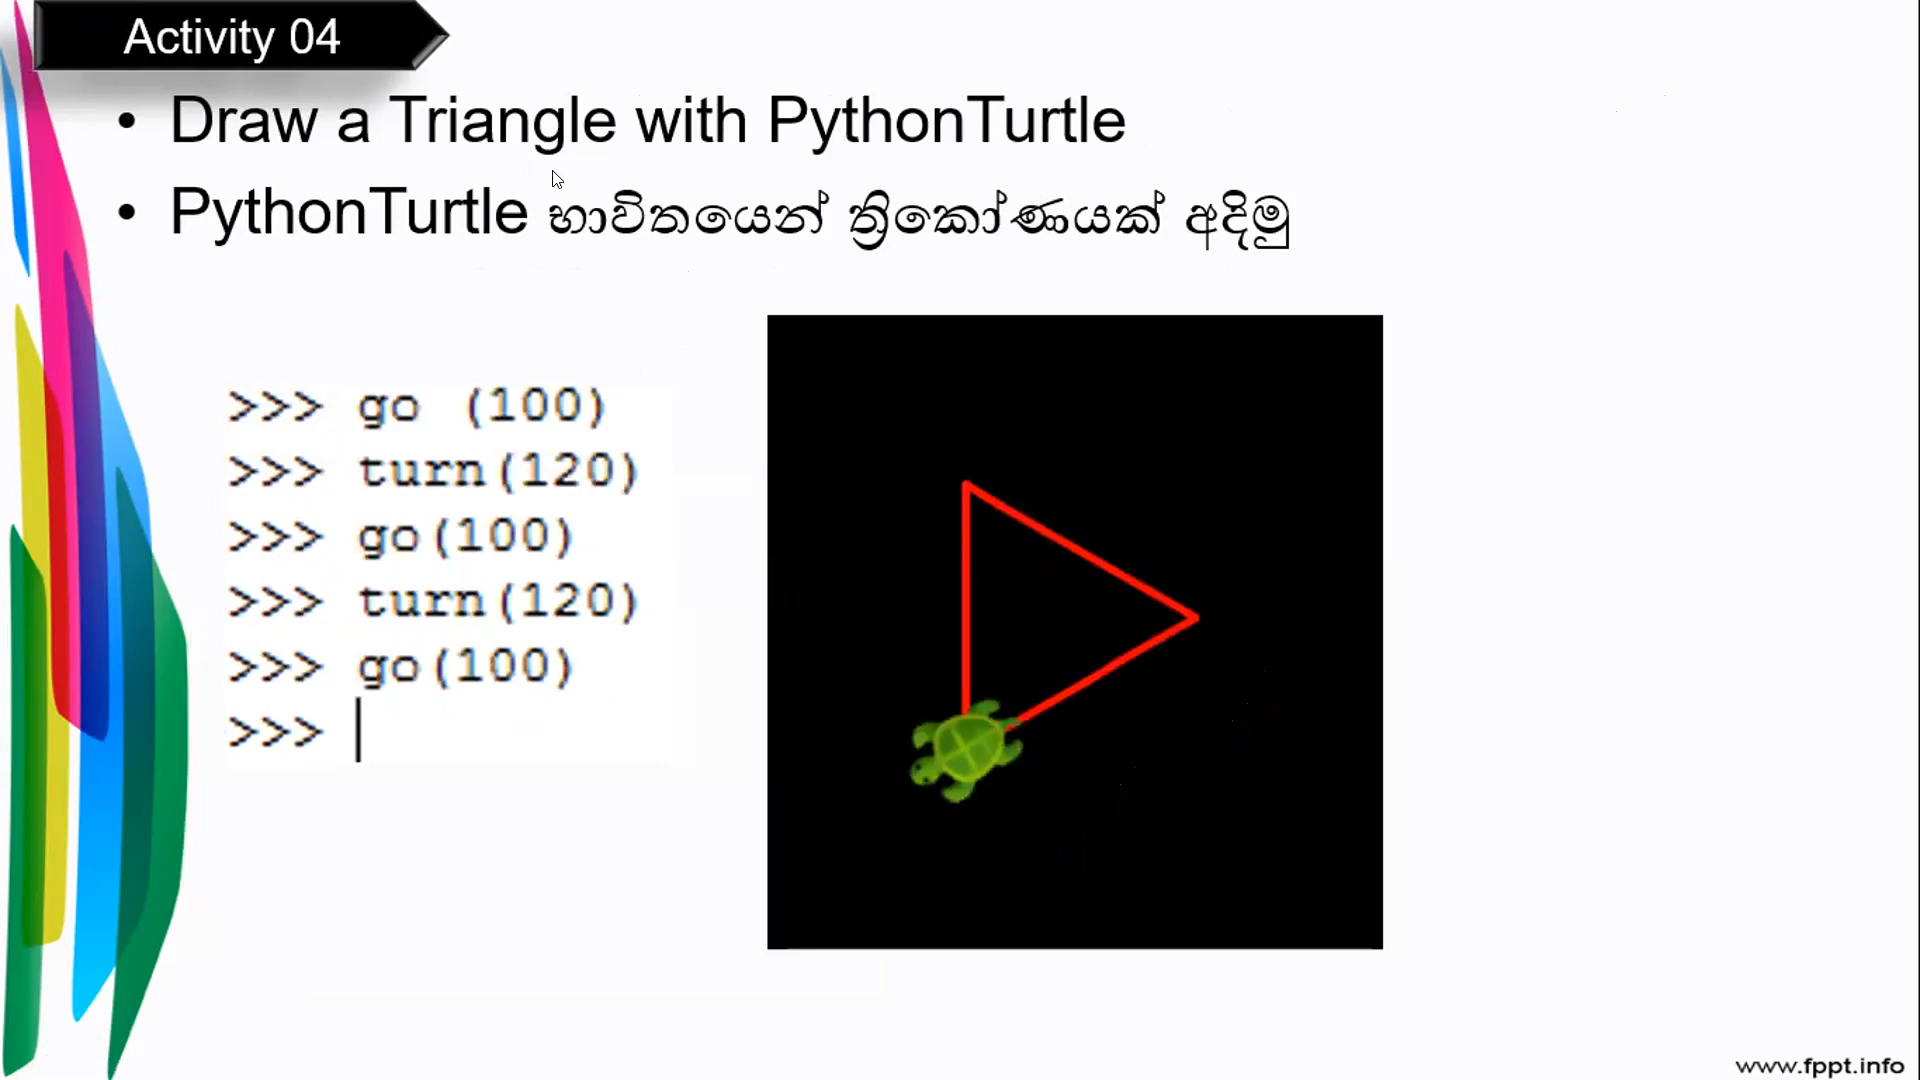 Activity 04
• Draw a Triangle with PythonTurtle
• PythonTurtle භාවිතයෙන් ත්‍රිකෝණයක් අදිමු
>>> go (100)
>>> turn(120)
>>> go(100)
>>> turn(120)
>>> go(100)
>>>
www.fppt.info